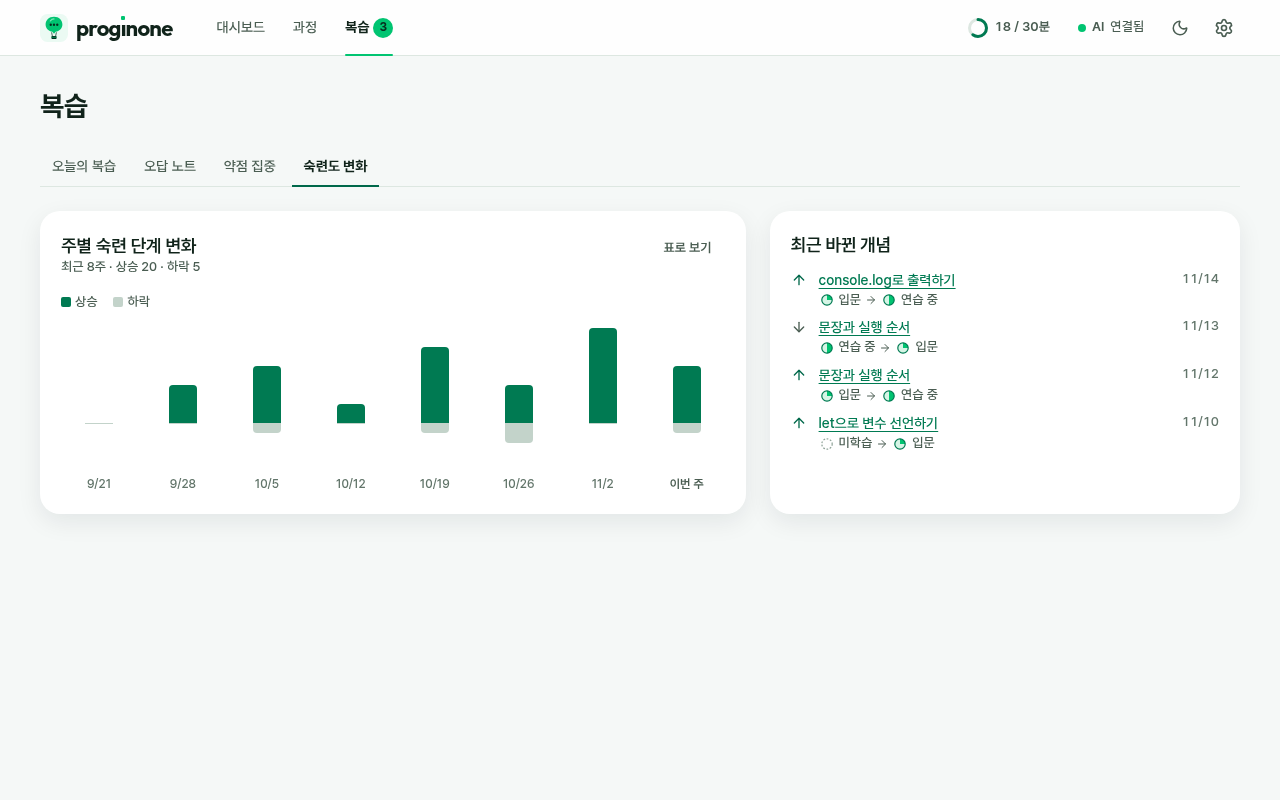 proginone
대시보드
과정
복습 3
18 / 30분
AI 연결됨
복습
오늘의 복습
오답 노트
약점 집중
숙련도 변화
주별 숙련 단계 변화
표로 보기
최근 8주 · 상승 20 · 하락 5
상승
하락
9/21
9/28
10/5
10/12
10/19
10/26
11/2
이번 주
최근 바뀐 개념
console.log로 출력하기
11/14
입문 → 연습 중
문장과 실행 순서
11/13
연습 중 → 입문
문장과 실행 순서
11/12
입문 → 연습 중
let으로 변수 선언하기
11/10
미학습 → 입문